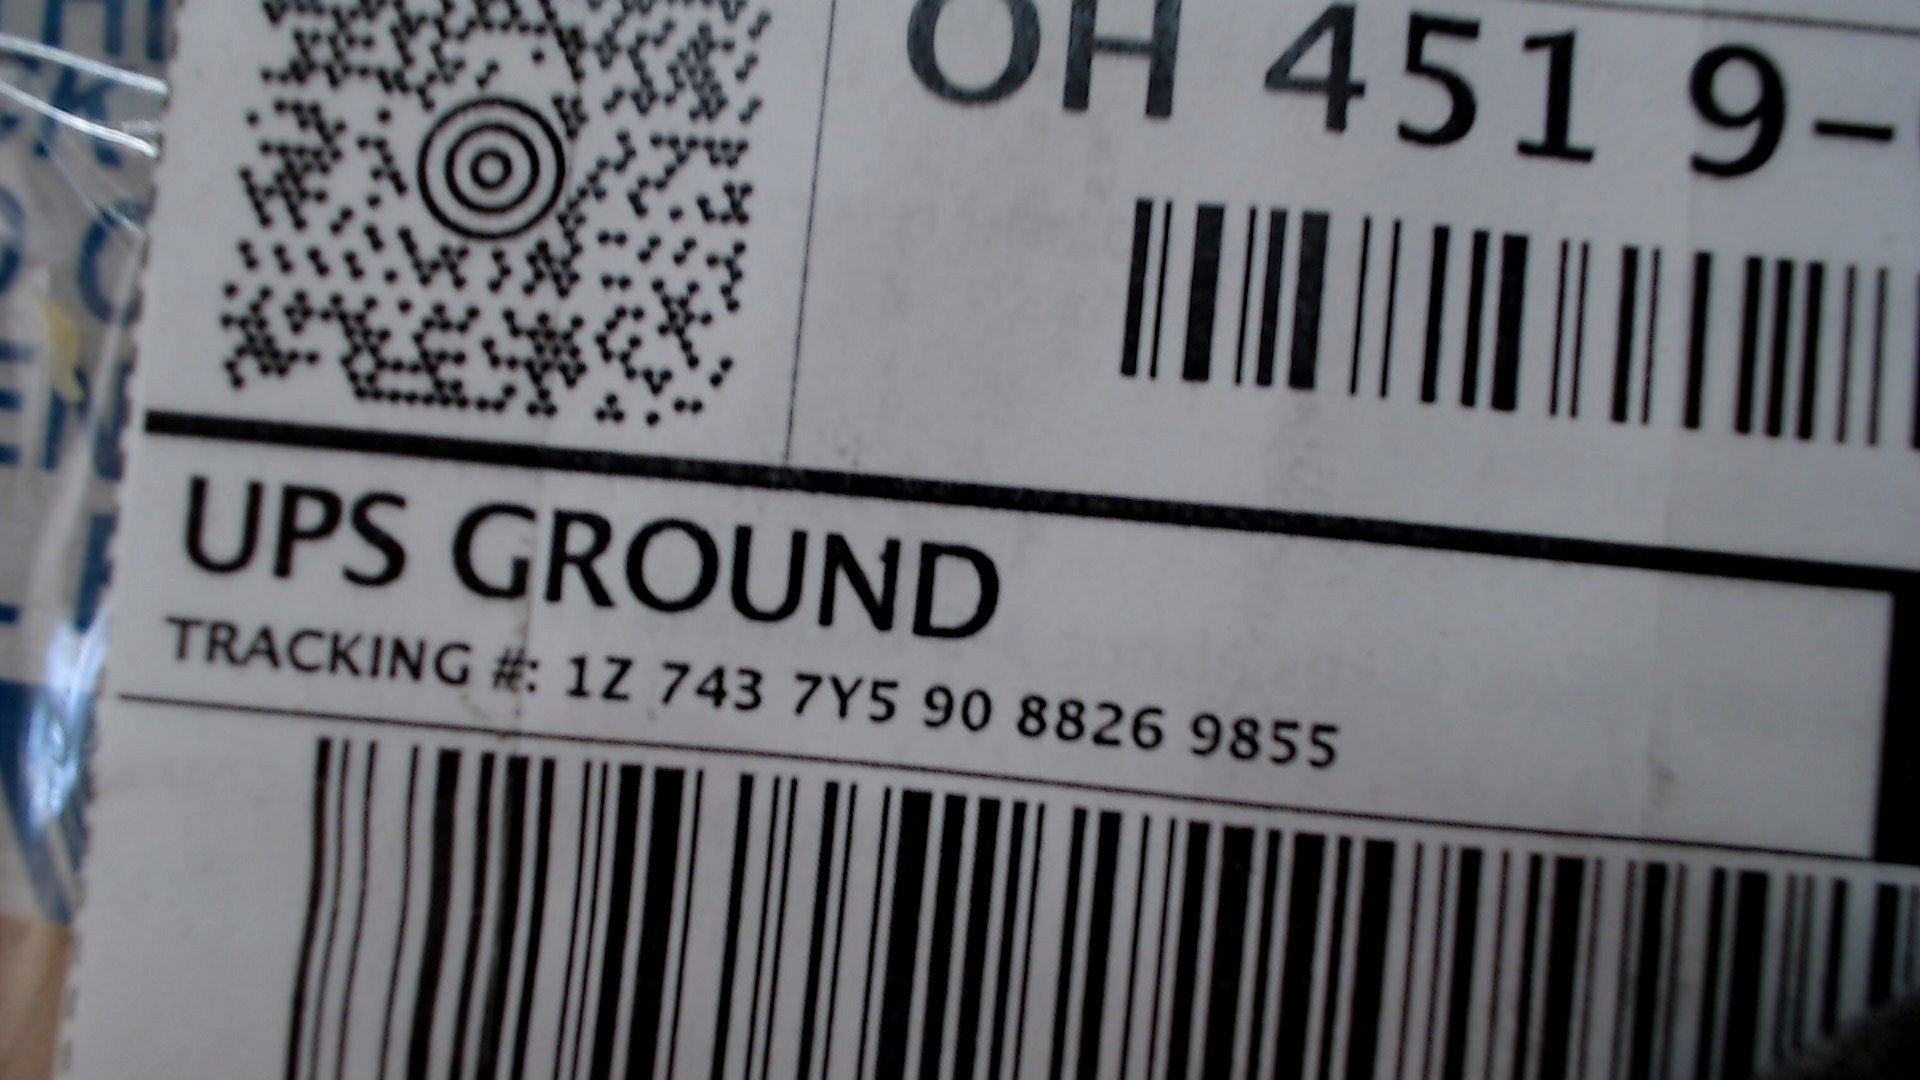 OH 451 9-
UPS GROUND
TRACKING #: 1Z 743 7Y5 90 8826 9855